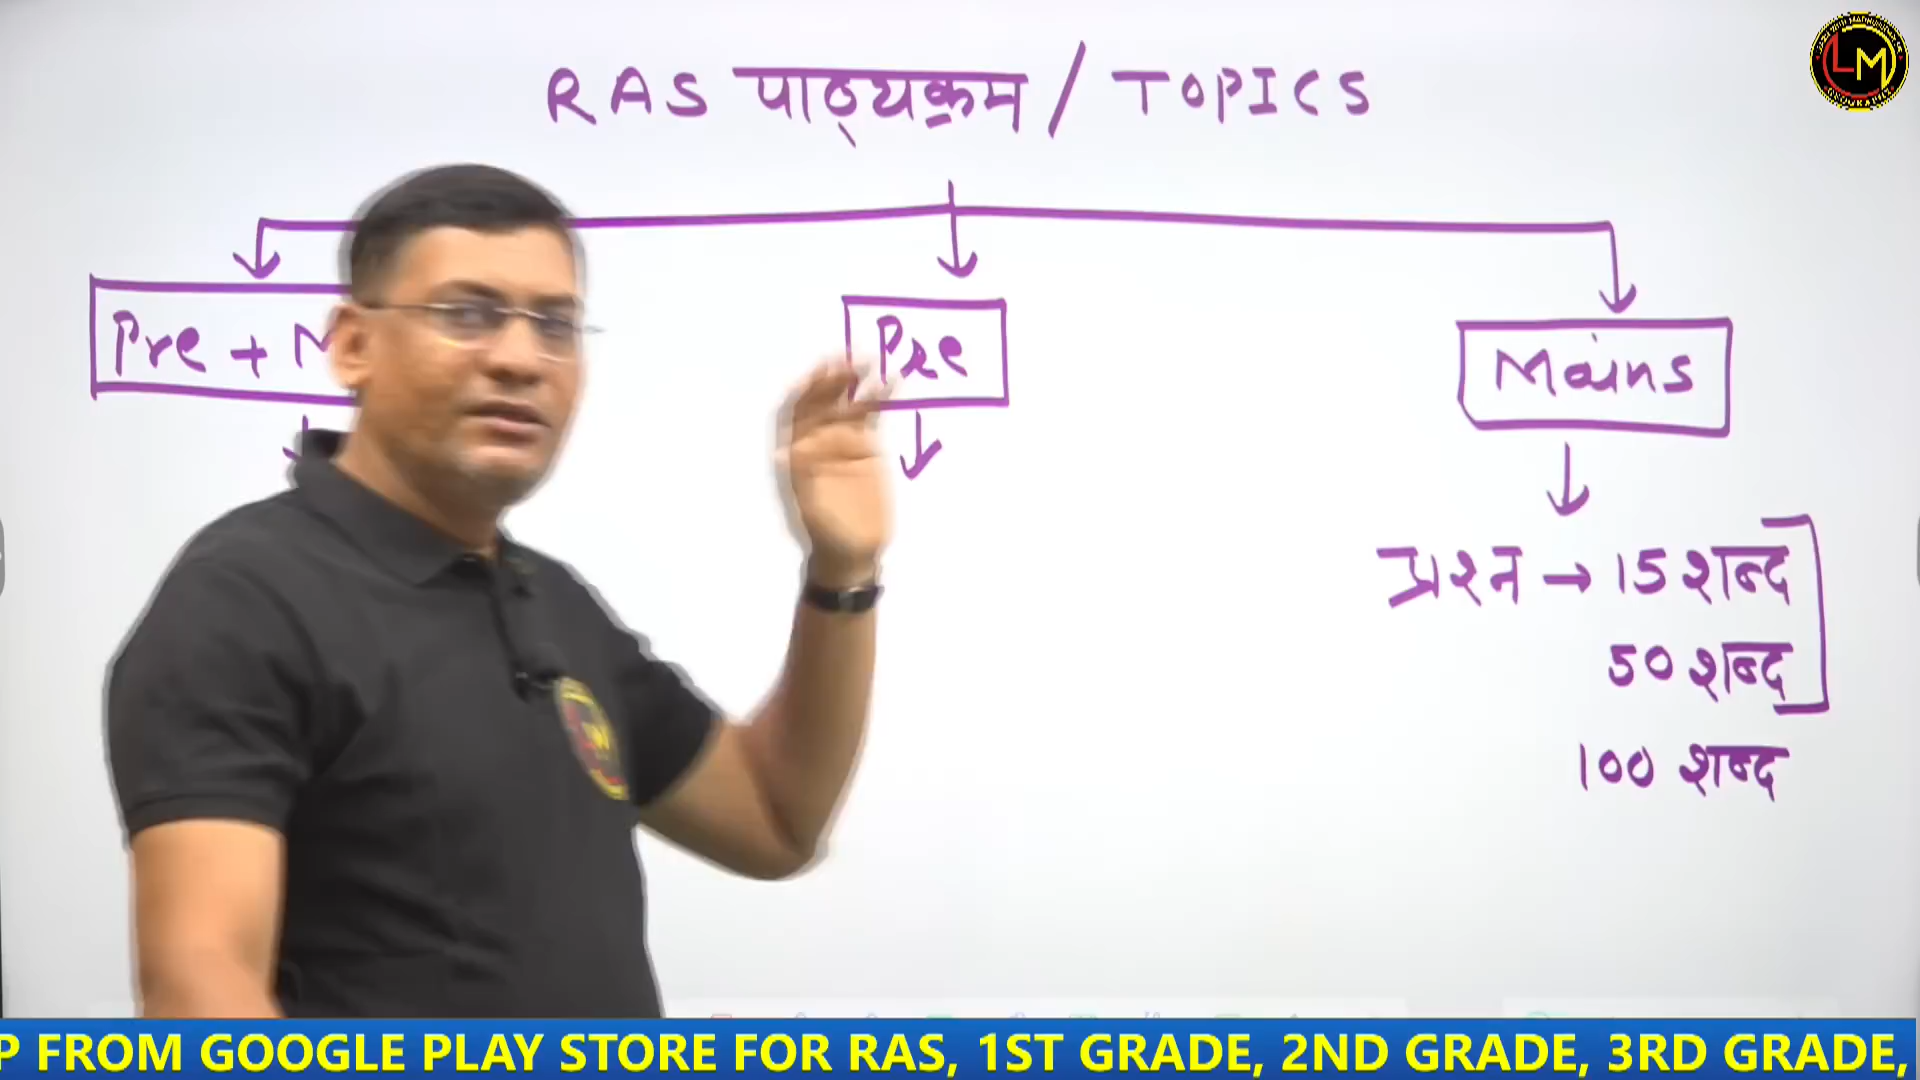 RAS पाठ्यक्रम / TOPICS
Pre +
Pre
Mains
प्रश्न → 15 शब्द
50 शब्द
100 शब्द
LM
FROM GOOGLE PLAY STORE FOR RAS, 1ST GRADE, 2ND GRADE, 3RD GRADE,